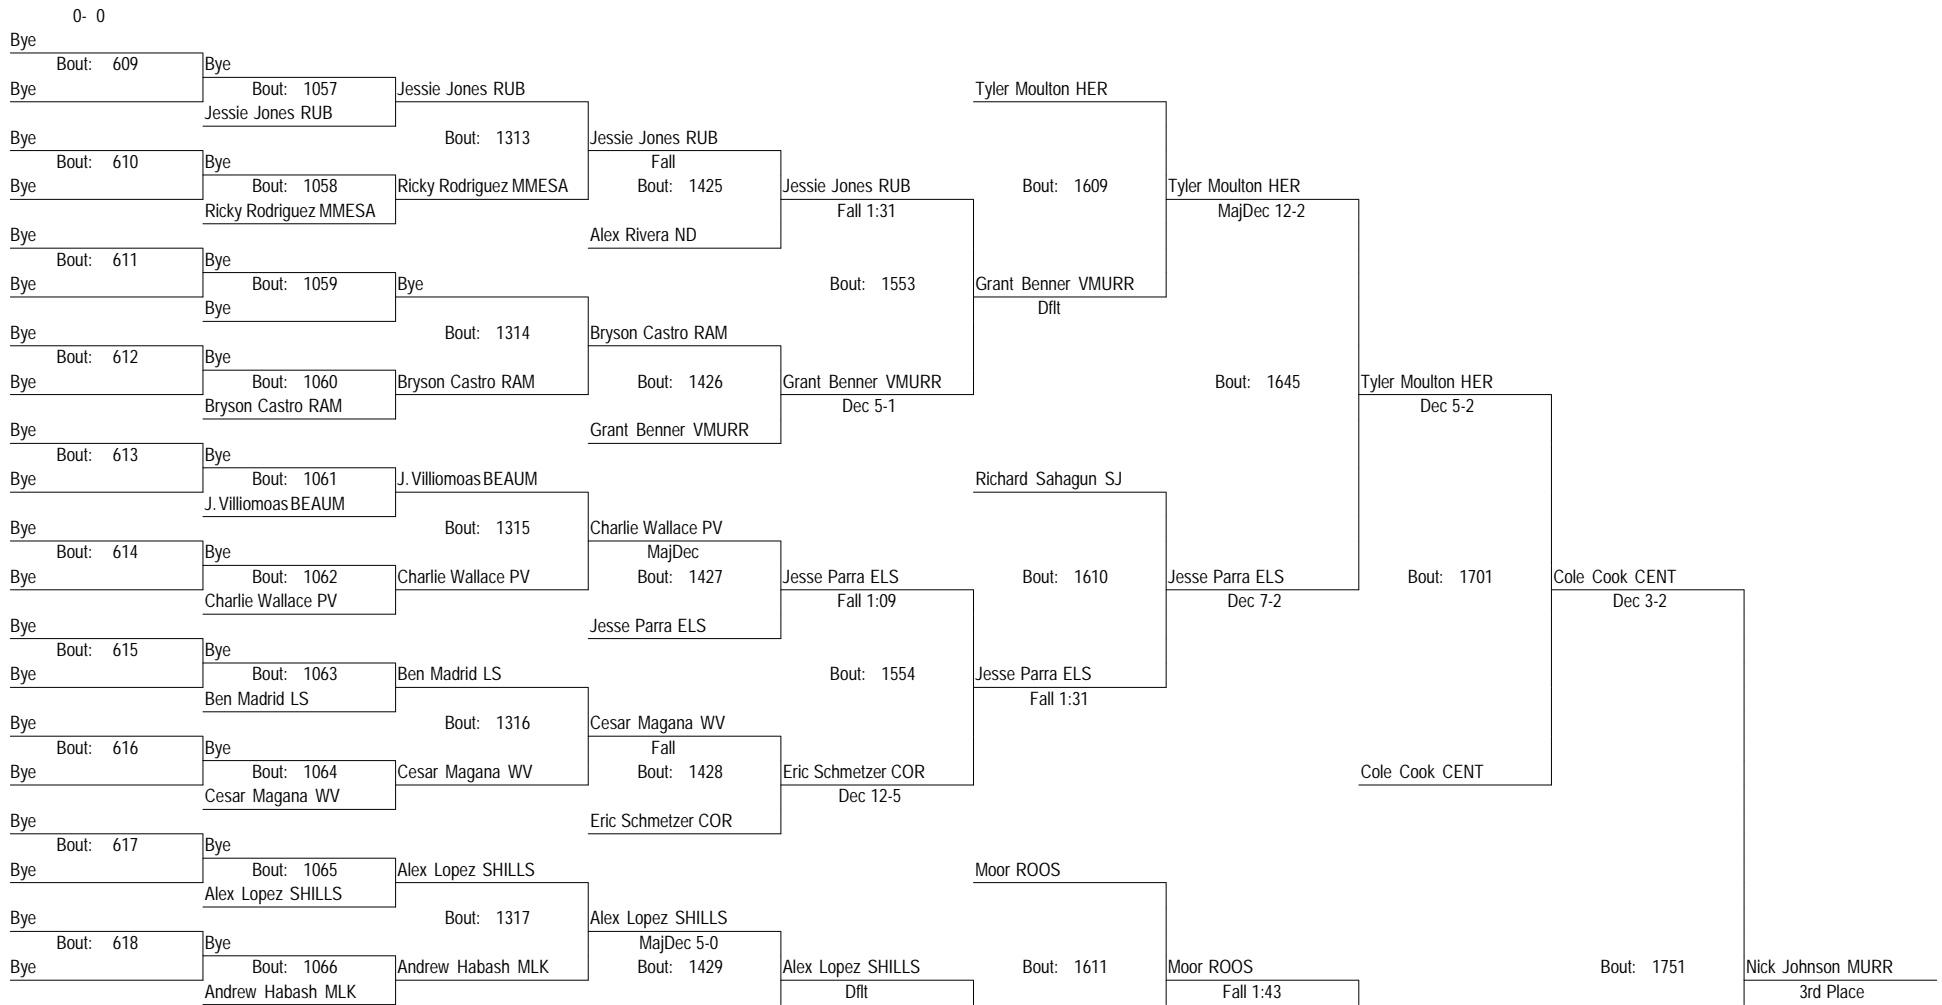 0- 0
Bye
Bout: 609 Bye
Bye Bout: 1057 Jessie Jones RUB Tyler Moulton HER
Jessie Jones RUB
Bye Bout: 1313 Jessie Jones RUB
Bout: 610 Bye Fall
Bye Bout: 1058 Ricky Rodriguez MMESA Bout: 1425 Jessie Jones RUB Bout: 1609 Tyler Moulton HER
Ricky Rodriguez MMESA Fall 1:31 MajDec 12-2
Bye Alex Rivera ND
Bout: 611 Bye
Bye Bout: 1059 Bye Bout: 1553 Grant Benner VMURR
Bye Dflt
Bye Bout: 1314 Bryson Castro RAM
Bout: 612 Bye
Bye Bout: 1060 Bryson Castro RAM Bout: 1426 Grant Benner VMURR Bout: 1645 Tyler Moulton HER
Bryson Castro RAM Dec 5-1 Dec 5-2
Bye Grant Benner VMURR
Bout: 613 Bye
Bye Bout: 1061 J. Villiomoas BEAUM Richard Sahagun SJ
J. Villiomoas BEAUM
Bye Bout: 1315 Charlie Wallace PV
Bout: 614 Bye MajDec
Bye Bout: 1062 Charlie Wallace PV Bout: 1427 Jesse Parra ELS Bout: 1610 Jesse Parra ELS Bout: 1701 Cole Cook CENT
Charlie Wallace PV Fall 1:09 Dec 7-2 Dec 3-2
Bye Jesse Parra ELS
Bout: 615 Bye
Bye Bout: 1063 Ben Madrid LS Bout: 1554 Jesse Parra ELS
Ben Madrid LS Fall 1:31
Bye Bout: 1316 Cesar Magana WV
Bout: 616 Bye Fall
Bye Bout: 1064 Cesar Magana WV Bout: 1428 Eric Schmetzer COR Cole Cook CENT
Cesar Magana WV Dec 12-5
Bye Eric Schmetzer COR
Bout: 617 Bye
Bye Bout: 1065 Alex Lopez SHILLS Moor ROOS
Alex Lopez SHILLS
Bye Bout: 1317 Alex Lopez SHILLS
Bout: 618 Bye MajDec 5-0
Bye Bout: 1066 Andrew Habash MLK Bout: 1429 Alex Lopez SHILLS Bout: 1611 Moor ROOS Bout: 1751 Nick Johnson MURR
Andrew Habash MLK Dflt Fall 1:43 3rd Place